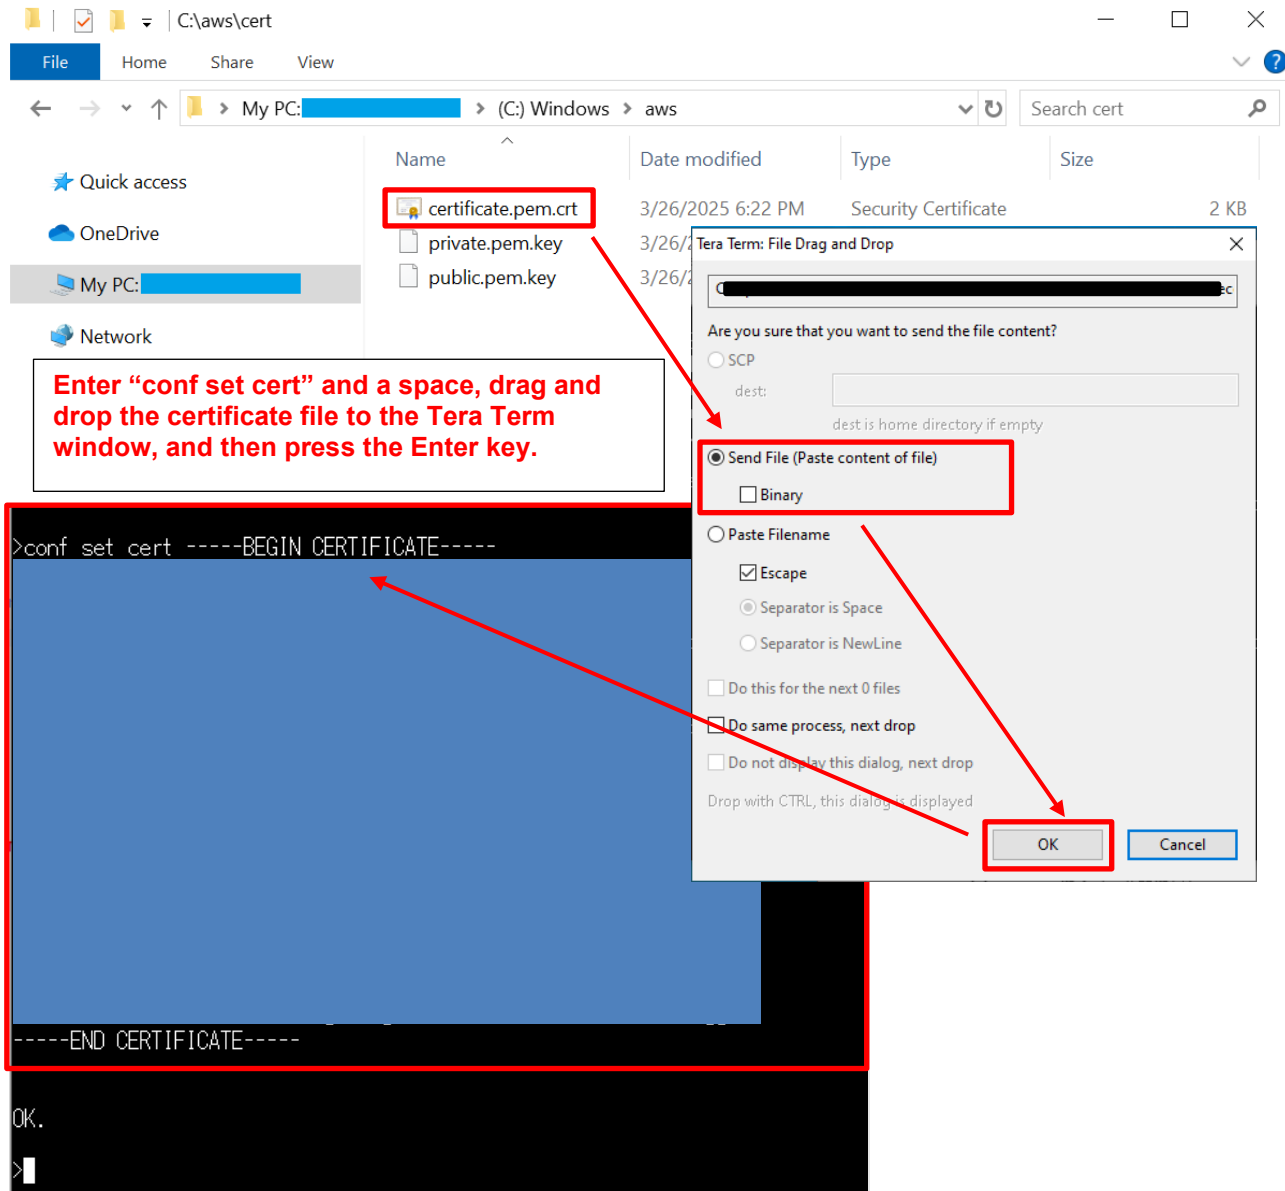 C:\aws\cert
File Home Share View
My PC: > (C:) Windows > aws
Search cert
Name Date modified Type Size
Quick access
OneDrive
My PC:
Network
certificate.pem.crt 3/26/2025 6:22 PM Security Certificate 2 KB
private.pem.key 3/26/
public.pem.key 3/26/
Tera Term: File Drag and Drop
Are you sure that you want to send the file content?
SCP
dest:
dest is home directory if empty
Send File (Paste content of file)
Binary
Paste Filename
Escape
Separator is Space
Separator is NewLine
Do this for the next 0 files
Do same process, next drop
Do not display this dialog, next drop
Drop with CTRL, this dialog is displayed
OK Cancel
Enter “conf set cert” and a space, drag and
drop the certificate file to the Tera Term
window, and then press the Enter key.
>conf set cert -----BEGIN CERTIFICATE-----
-----END CERTIFICATE-----
OK.
>